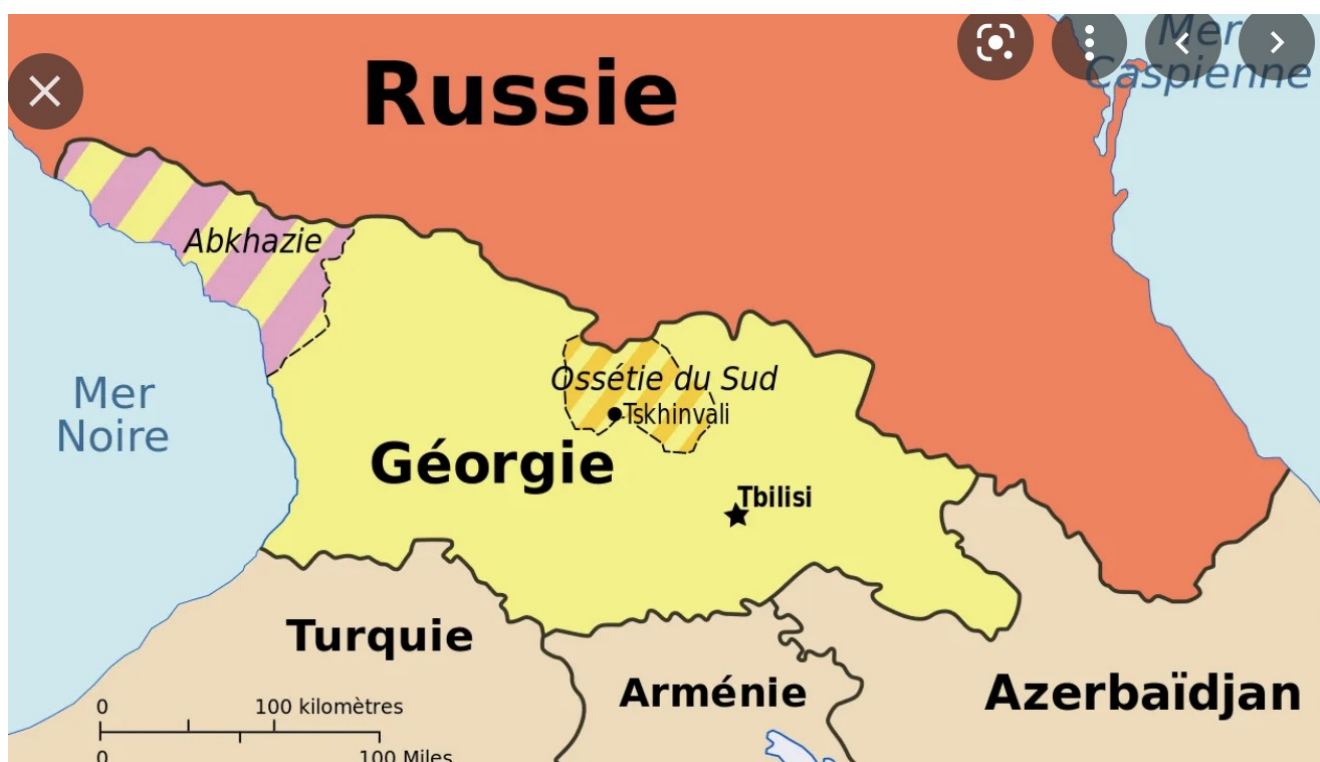 Russie
Mer
Caspienne
Abkhazie
Mer
Noire
Ossétie du Sud
Tskhinvali
Géorgie
Tbilisi
Turquie
Arménie
Azerbaïdjan
0
100 kilomètres
0
100 Miles